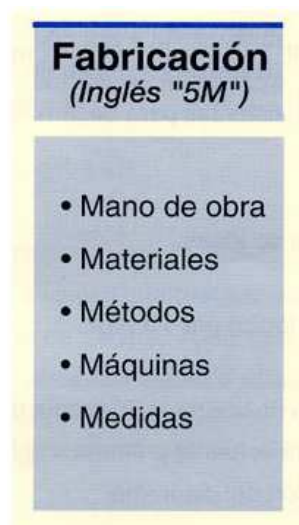 Fabricación
(Inglés "5M")
• Mano de obra
• Materiales
• Métodos
• Máquinas
• Medidas